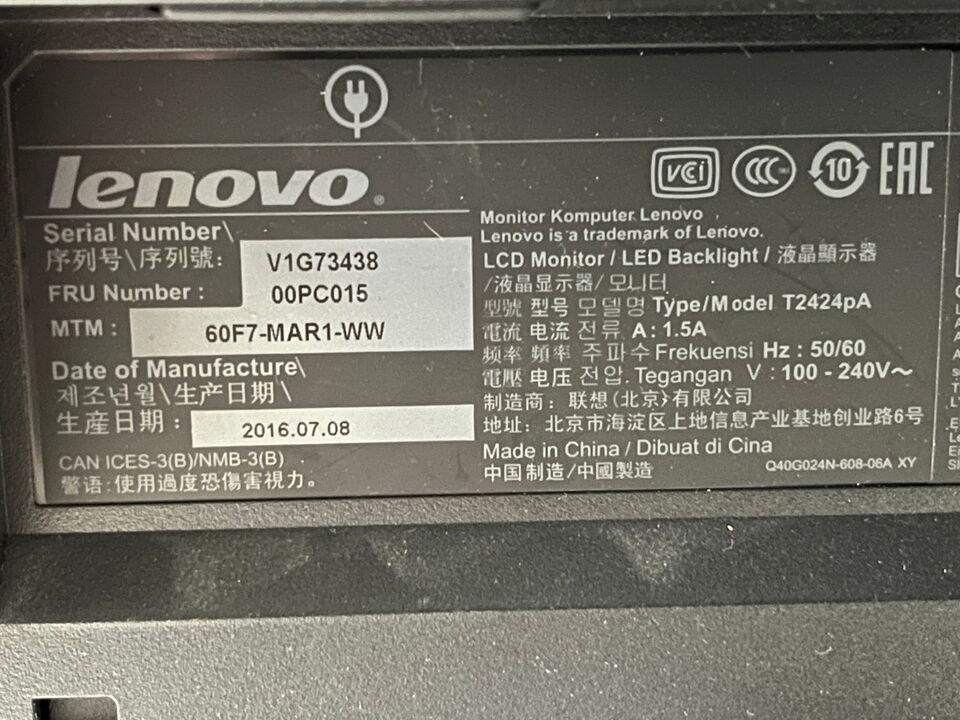 lenovo®
Serial Number\
序列号\序列號: V1G73438
FRU Number : 00PC015
MTM : 60F7-MAR1-WW
Date of Manufacture\
제조년월\生产日期\
生産日期 : 2016.07.08
CAN ICES-3(B)/NMB-3(B)
警语:使用過度恐傷害視力。
VCCI
CCC
10
EAC
Monitor Komputer Lenovo
Lenovo is a trademark of Lenovo.
LCD Monitor / LED Backlight / 液晶顯示器
/液晶显示器/ 모니터
型號 型号 모델명 Type/Model T2424pA
電流 电流 전류 A: 1.5A
频率 頻率 주파수 Frekuensi Hz : 50/60
電壓 电压 전압. Tegangan V : 100 - 240V～
制造商: 联想(北京)有限公司
地址: 北京市海淀区上地信息产业基地创业路6号
Made in China / Dibuat di Cina
中国制造/中國製造
Q40G024N-608-06A XY